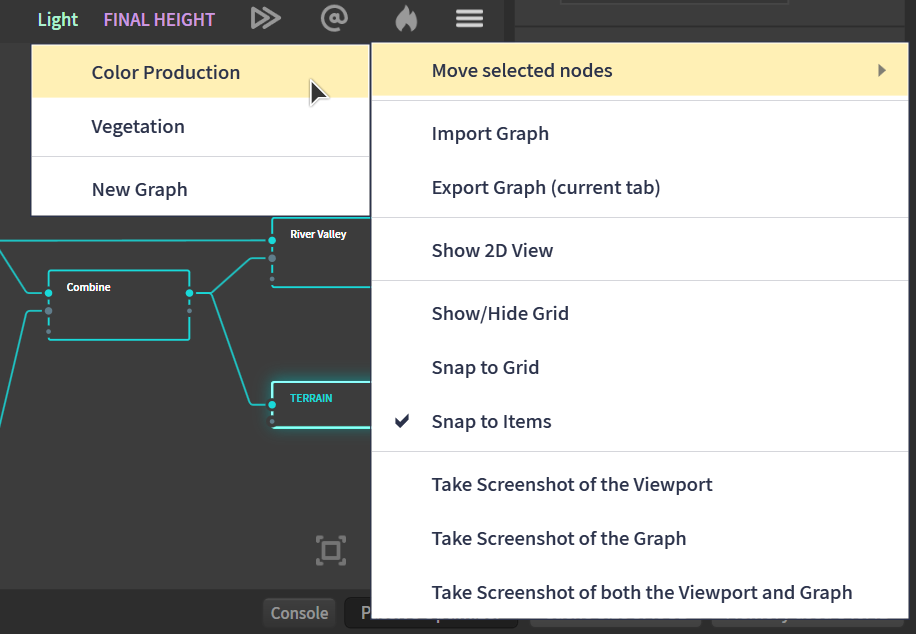 Light FINAL HEIGHT
Color Production
Vegetation
New Graph
Move selected nodes
Import Graph
Export Graph (current tab)
Show 2D View
Show/Hide Grid
Snap to Grid
Snap to Items
Take Screenshot of the Viewport
Take Screenshot of the Graph
Take Screenshot of both the Viewport and Graph
River Valley
Combine
TERRAIN
Console